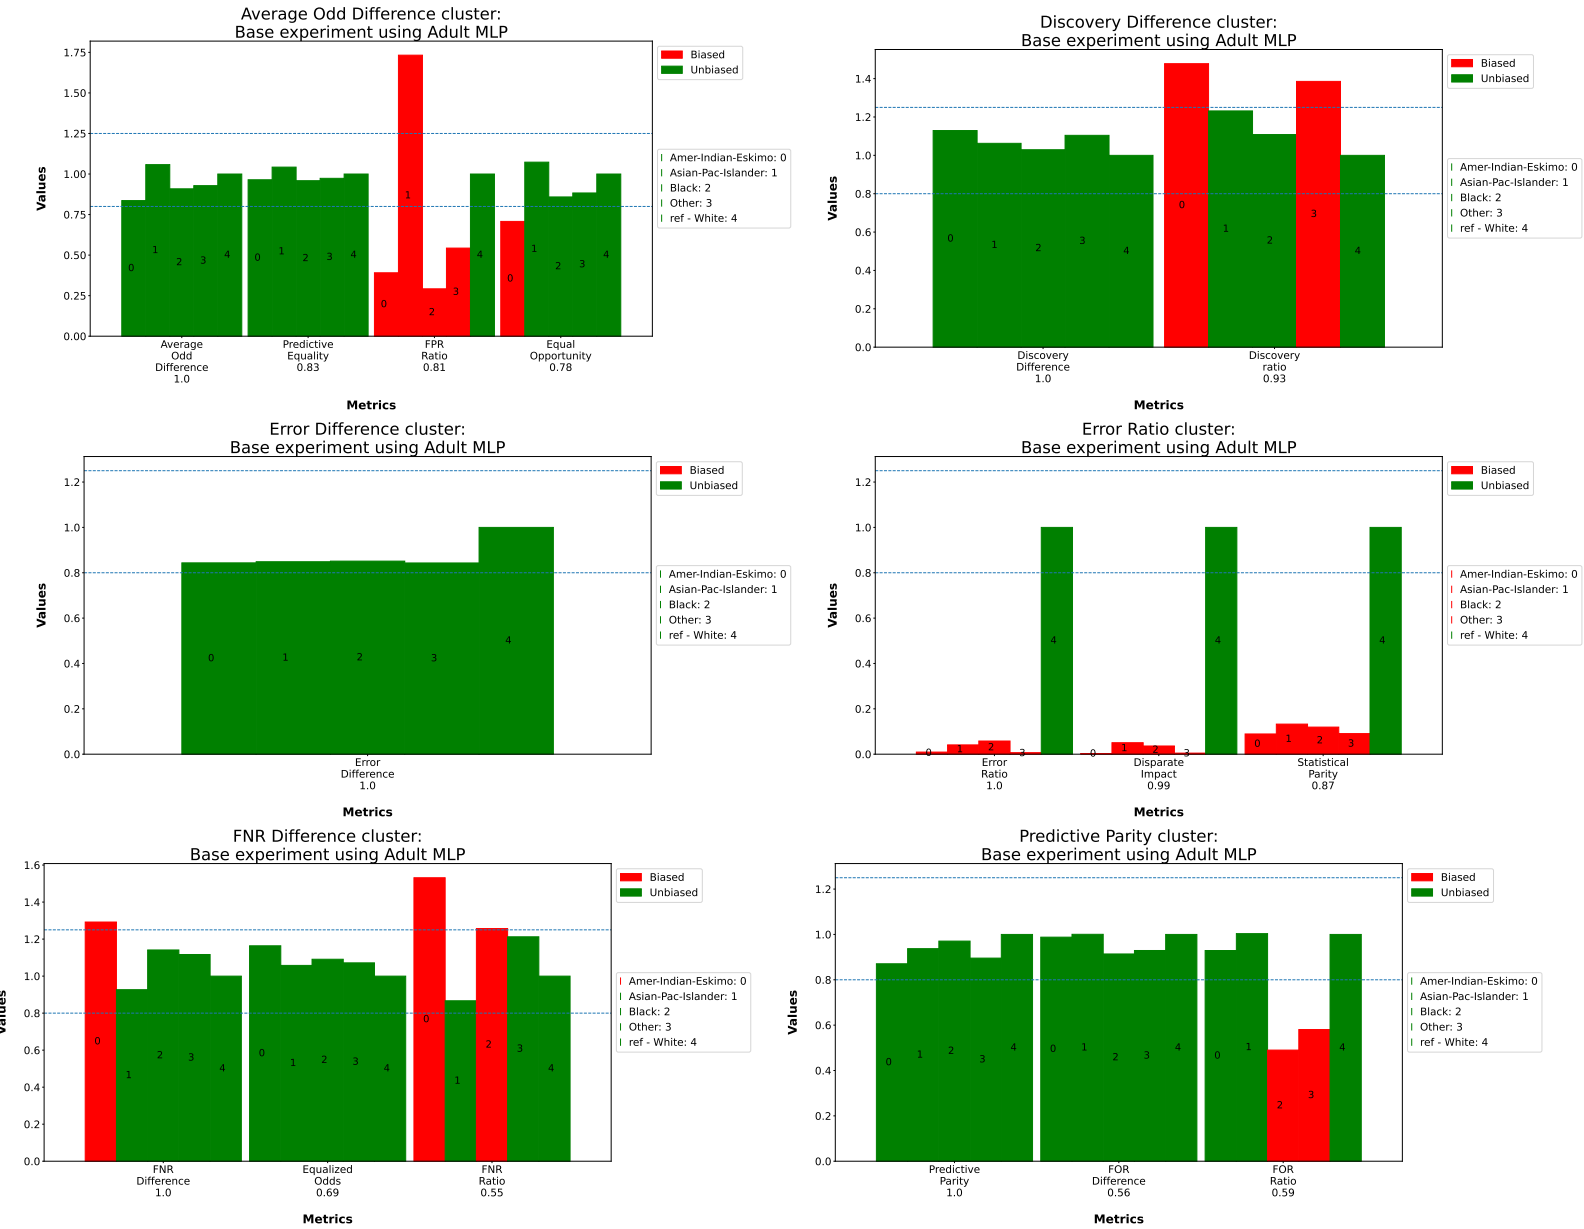 Average Odd Difference cluster:
Base experiment using Adult MLP
Values
1.75
1.50
1.25
1.00
0.75
0.50
0.25
0.00
0
1
2
3
4
0
1
2
3
4
0
1
2
3
4
0
1
2
3
4
Average
Odd
Difference
1.0
Predictive
Equality
0.83
FPR
Ratio
0.81
Equal
Opportunity
0.78
Metrics
Biased
Unbiased
Amer-Indian-Eskimo: 0
Asian-Pac-Islander: 1
Black: 2
Other: 3
ref - White: 4
Discovery Difference cluster:
Base experiment using Adult MLP
Values
1.4
1.2
1.0
0.8
0.6
0.4
0.2
0.0
0
1
2
3
4
0
1
2
3
4
Discovery
Difference
1.0
Discovery
ratio
0.93
Metrics
Biased
Unbiased
Amer-Indian-Eskimo: 0
Asian-Pac-Islander: 1
Black: 2
Other: 3
ref - White: 4
Error Difference cluster:
Base experiment using Adult MLP
Values
1.2
1.0
0.8
0.6
0.4
0.2
0.0
0
1
2
3
4
Error
Difference
1.0
Metrics
Biased
Unbiased
Amer-Indian-Eskimo: 0
Asian-Pac-Islander: 1
Black: 2
Other: 3
ref - White: 4
Error Ratio cluster:
Base experiment using Adult MLP
Values
1.2
1.0
0.8
0.6
0.4
0.2
0.0
0
1
2
3
4
0
1
2
3
4
0
1
2
3
4
Error
Ratio
1.0
Disparate
Impact
0.99
Statistical
Parity
0.87
Metrics
Biased
Unbiased
Amer-Indian-Eskimo: 0
Asian-Pac-Islander: 1
Black: 2
Other: 3
ref - White: 4
FNR Difference cluster:
Base experiment using Adult MLP
Values
1.6
1.4
1.2
1.0
0.8
0.6
0.4
0.2
0.0
0
1
2
3
4
0
1
2
3
4
0
1
2
3
4
FNR
Difference
1.0
Equalized
Odds
0.69
FNR
Ratio
0.55
Metrics
Biased
Unbiased
Amer-Indian-Eskimo: 0
Asian-Pac-Islander: 1
Black: 2
Other: 3
ref - White: 4
Predictive Parity cluster:
Base experiment using Adult MLP
Values
1.2
1.0
0.8
0.6
0.4
0.2
0.0
0
1
2
3
4
0
1
2
3
4
0
1
2
3
4
Predictive
Parity
1.0
FOR
Difference
0.56
FOR
Ratio
0.59
Metrics
Biased
Unbiased
Amer-Indian-Eskimo: 0
Asian-Pac-Islander: 1
Black: 2
Other: 3
ref - White: 4